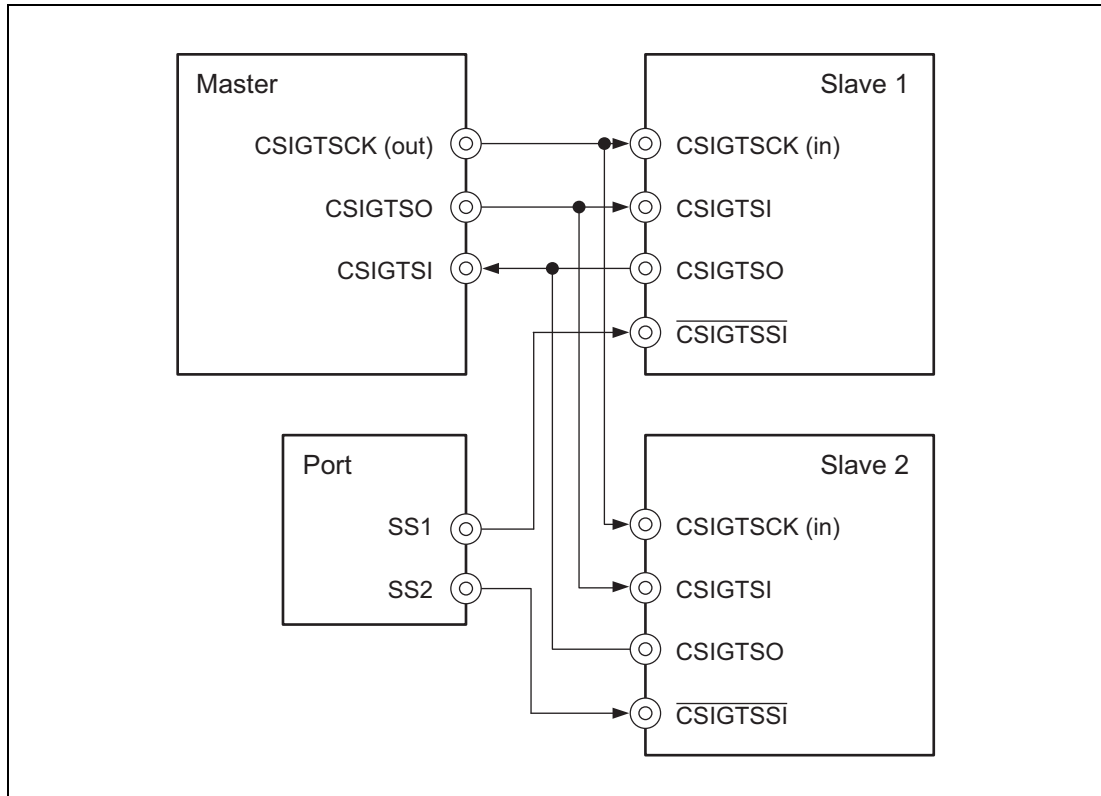 Master
CSIGTSCK (out)
CSIGTSO
CSIGTSI
Slave 1
CSIGTSCK (in)
CSIGTSI
CSIGTSO
CSIGTSSI
Port
SS1
SS2
Slave 2
CSIGTSCK (in)
CSIGTSI
CSIGTSO
CSIGTSSI